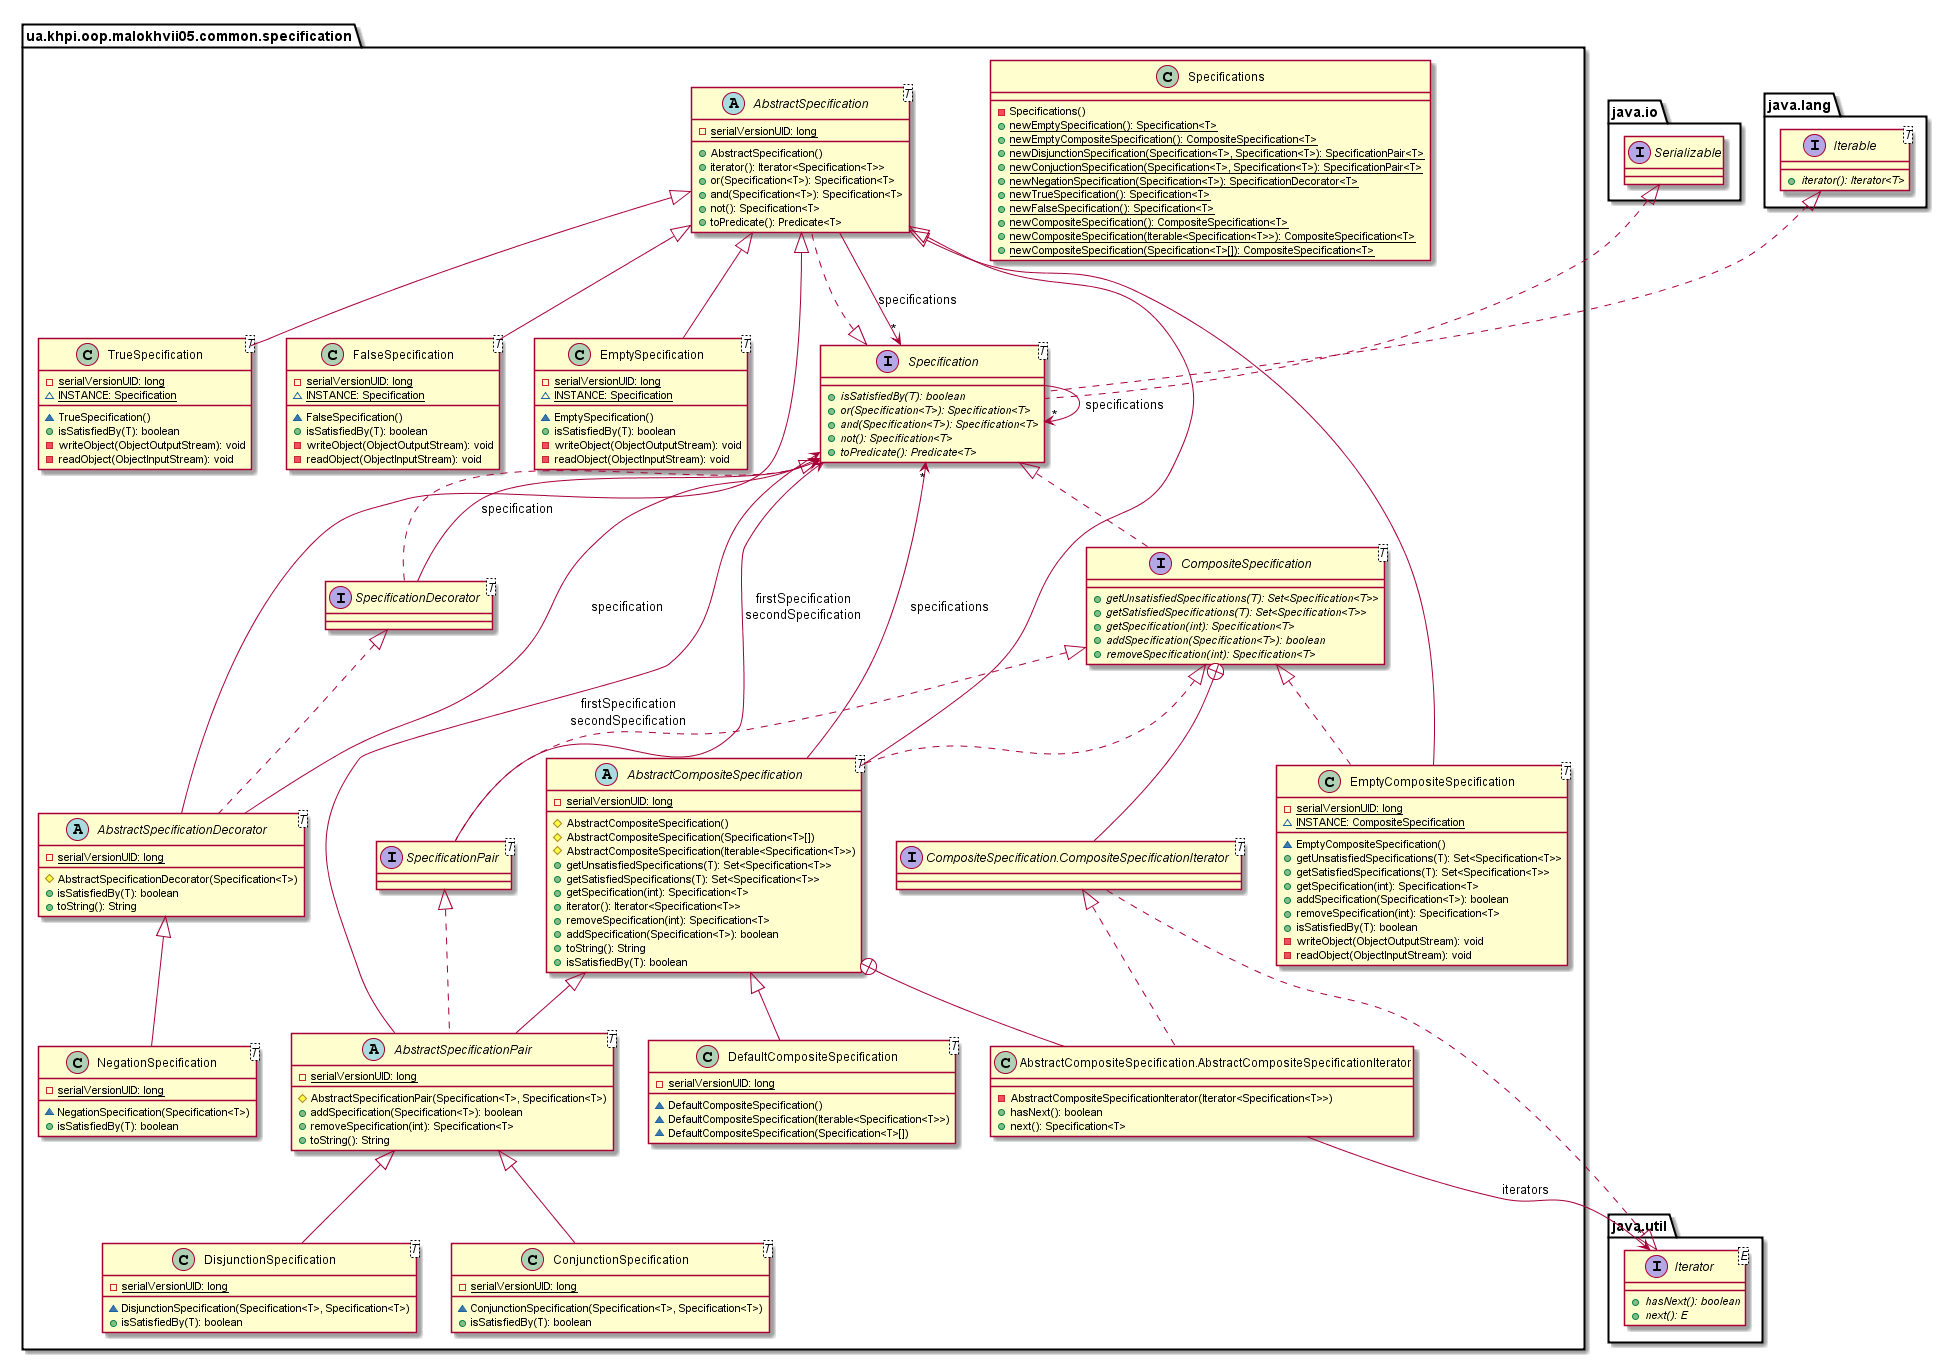 ua.khpi.oop.malokhvii05.common.specification
C Specifications
Specifications()
newEmptySpecification(): Specification<T>
newEmptyCompositeSpecification(): CompositeSpecification<T>
newDisjunctionSpecification(Specification<T>, Specification<T>): SpecificationPair<T>
newConjuctionSpecification(Specification<T>, Specification<T>): SpecificationPair<T>
newNegationSpecification(Specification<T>): SpecificationDecorator<T>
newTrueSpecification(): Specification<T>
newFalseSpecification(): Specification<T>
newCompositeSpecification(): CompositeSpecification<T>
newCompositeSpecification(Iterable<Specification<T>>): CompositeSpecification<T>
newCompositeSpecification(Specification<T>[]): CompositeSpecification<T>
A AbstractSpecification T
serialVersionUID: long
AbstractSpecification()
iterator(): Iterator<Specification<T>>
or(Specification<T>): Specification<T>
and(Specification<T>): Specification<T>
not(): Specification<T>
toPredicate(): Predicate<T>
java.io
I Serializable
java.lang
I Iterable T
iterator(): Iterator<T>
specifications
*
C TrueSpecification T
serialVersionUID: long
INSTANCE: Specification
TrueSpecification()
isSatisfiedBy(T): boolean
writeObject(ObjectOutputStream): void
readObject(ObjectInputStream): void
C FalseSpecification T
serialVersionUID: long
INSTANCE: Specification
FalseSpecification()
isSatisfiedBy(T): boolean
writeObject(ObjectOutputStream): void
readObject(ObjectInputStream): void
C EmptySpecification T
serialVersionUID: long
INSTANCE: Specification
EmptySpecification()
isSatisfiedBy(T): boolean
writeObject(ObjectOutputStream): void
readObject(ObjectInputStream): void
I Specification T
isSatisfiedBy(T): boolean
or(Specification<T>): Specification<T>
and(Specification<T>): Specification<T>
not(): Specification<T>
toPredicate(): Predicate<T>
specifications
*
*
specification
I SpecificationDecorator T
specification
firstSpecification
secondSpecification
specifications
I CompositeSpecification T
getUnsatisfiedSpecifications(T): Set<Specification<T>>
getSatisfiedSpecifications(T): Set<Specification<T>>
getSpecification(int): Specification<T>
addSpecification(Specification<T>): boolean
removeSpecification(int): Specification<T>
firstSpecification
secondSpecification
A AbstractSpecificationDecorator T
serialVersionUID: long
AbstractSpecificationDecorator(Specification<T>)
isSatisfiedBy(T): boolean
toString(): String
I SpecificationPair T
A AbstractCompositeSpecification T
serialVersionUID: long
AbstractCompositeSpecification()
AbstractCompositeSpecification(Specification<T>[])
AbstractCompositeSpecification(Iterable<Specification<T>>)
getUnsatisfiedSpecifications(T): Set<Specification<T>>
getSatisfiedSpecifications(T): Set<Specification<T>>
getSpecification(int): Specification<T>
iterator(): Iterator<Specification<T>>
removeSpecification(int): Specification<T>
addSpecification(Specification<T>): boolean
toString(): String
isSatisfiedBy(T): boolean
I CompositeSpecification.CompositeSpecificationIterator T
C EmptyCompositeSpecification T
serialVersionUID: long
INSTANCE: CompositeSpecification
EmptyCompositeSpecification()
getUnsatisfiedSpecifications(T): Set<Specification<T>>
getSatisfiedSpecifications(T): Set<Specification<T>>
getSpecification(int): Specification<T>
addSpecification(Specification<T>): boolean
removeSpecification(int): Specification<T>
isSatisfiedBy(T): boolean
writeObject(ObjectOutputStream): void
readObject(ObjectInputStream): void
C NegationSpecification T
serialVersionUID: long
NegationSpecification(Specification<T>)
isSatisfiedBy(T): boolean
A AbstractSpecificationPair T
serialVersionUID: long
AbstractSpecificationPair(Specification<T>, Specification<T>)
addSpecification(Specification<T>): boolean
removeSpecification(int): Specification<T>
toString(): String
C DefaultCompositeSpecification T
serialVersionUID: long
DefaultCompositeSpecification()
DefaultCompositeSpecification(Iterable<Specification<T>>)
DefaultCompositeSpecification(Specification<T>[])
C AbstractCompositeSpecification.AbstractCompositeSpecificationIterator
AbstractCompositeSpecificationIterator(Iterator<Specification<T>>)
hasNext(): boolean
next(): Specification<T>
iterators
C DisjunctionSpecification T
serialVersionUID: long
DisjunctionSpecification(Specification<T>, Specification<T>)
isSatisfiedBy(T): boolean
C ConjunctionSpecification T
serialVersionUID: long
ConjunctionSpecification(Specification<T>, Specification<T>)
isSatisfiedBy(T): boolean
java.util
*
I Iterator E
hasNext(): boolean
next(): E